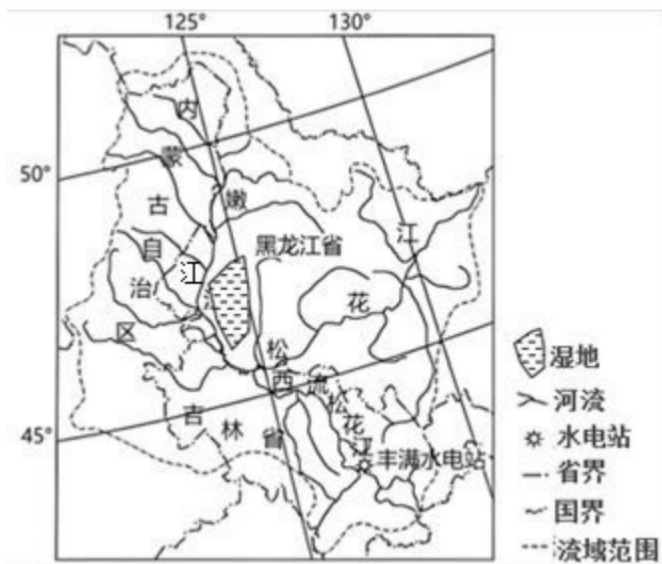 125°
130°
50°
45°
内
蒙
古
自
治
区
嫩
江
江
黑龙江省
江
花
松
西
流
松
花
江
吉
林
省
丰满水电站
湿地
河流
水电站
省界
国界
流域范围